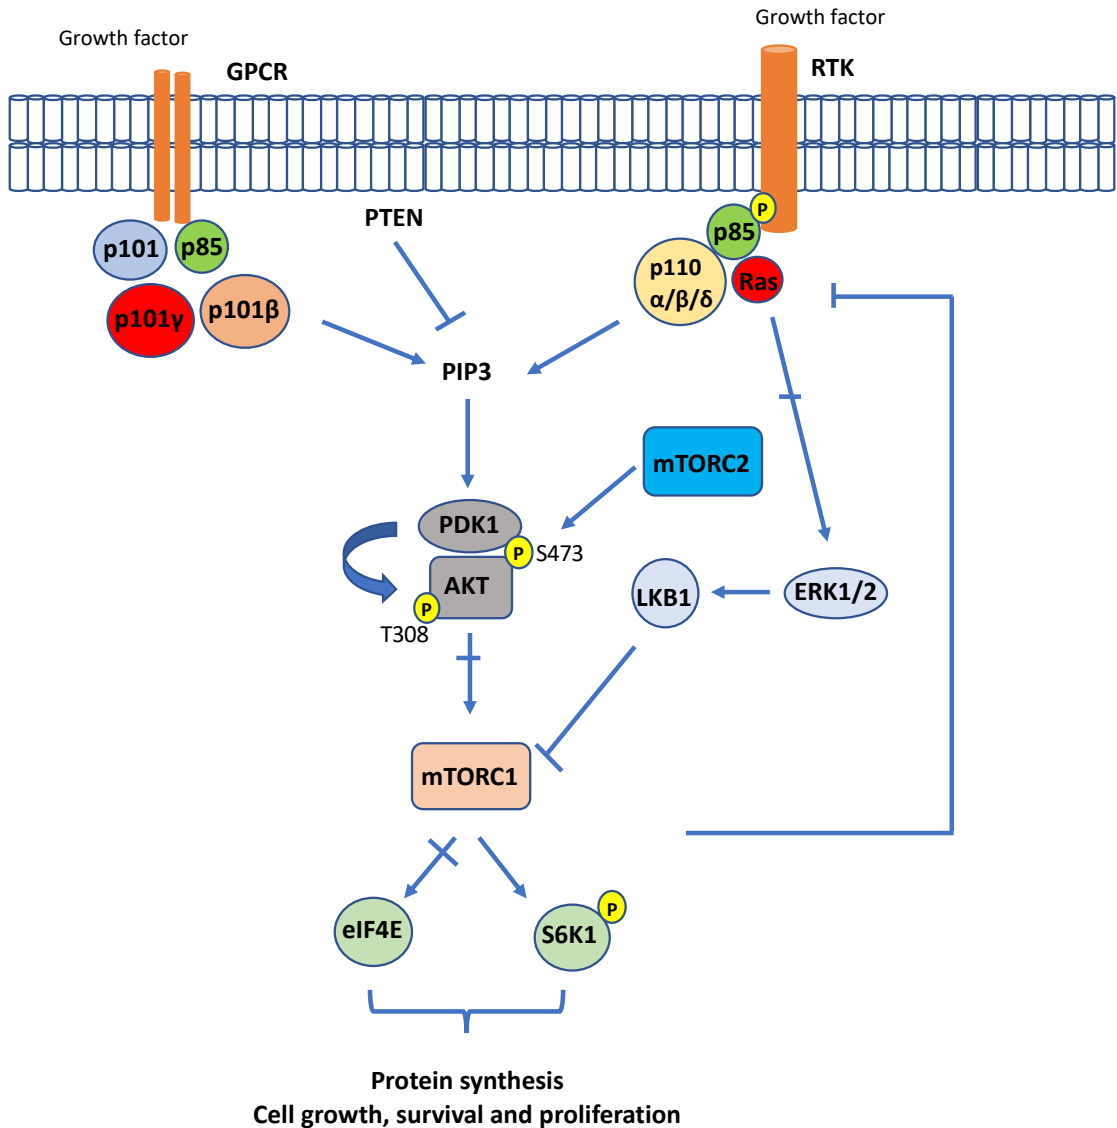 Growth factor
Growth factor
GPCR
RTK
PTEN
P
p101
p85
p85
p110
α/β/δ
Ras
p101γ
p101β
PIP3
mTORC2
PDK1
P
S473
AKT
P
T308
LKB1
ERK1/2
mTORC1
P
eIF4E
S6K1
Protein synthesis
Cell growth, survival and proliferation